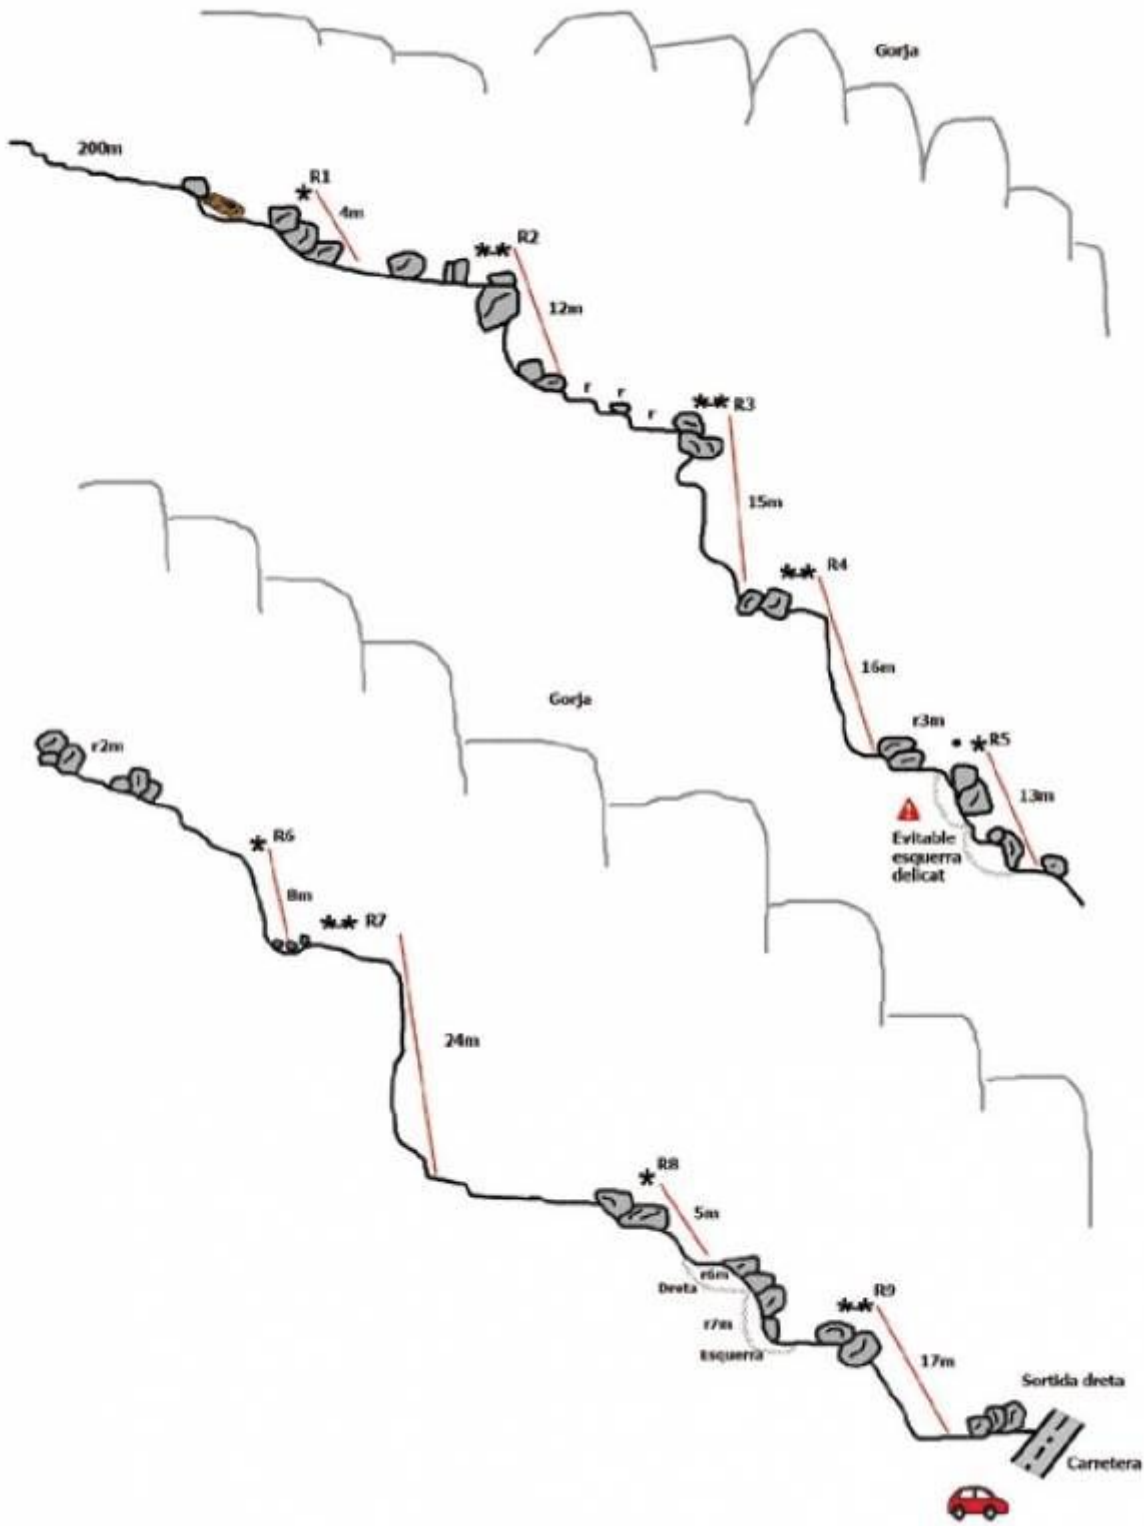 Gorja
200m
R1
4m
** R2
12m
r
r
r
** R3
15m
** R4
16m
r3m
• * R5
13m
Evitable
esquerra
delicat
Gorja
r2m
* R6
8m
** R7
24m
* R8
5m
r6m
Dreta
r7m
Esquerra
** R9
17m
Sortida dreta
Carretera